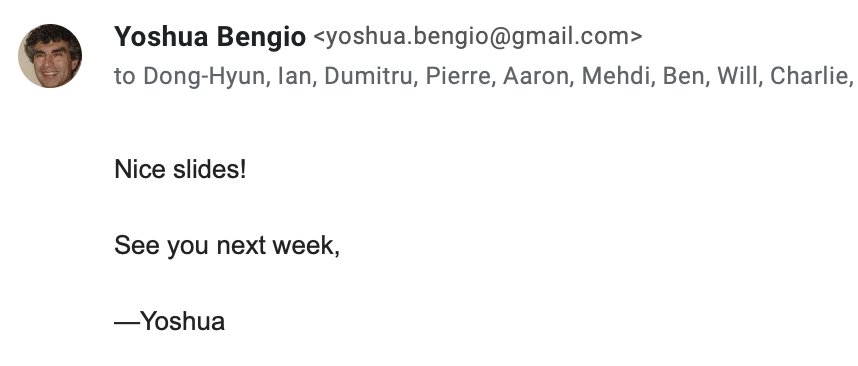 Yoshua Bengio <yoshua.bengio@gmail.com>
to Dong-Hyun, Ian, Dumitru, Pierre, Aaron, Mehdi, Ben, Will, Charlie,
Nice slides!
See you next week,
—Yoshua